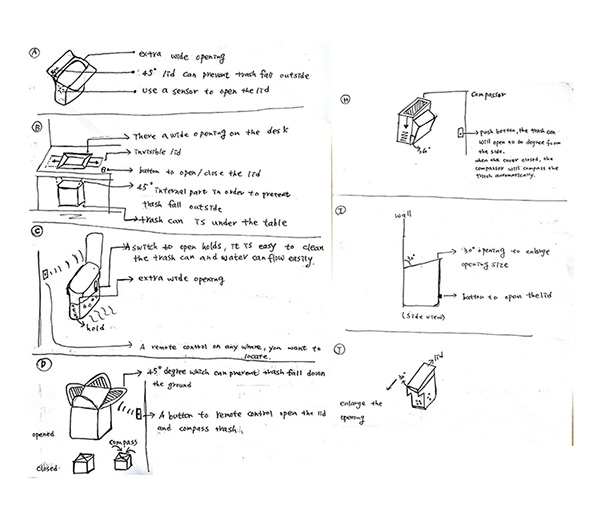 A
extra wide opening
45° lid can prevent trash fall outside
use a sensor to open the lid
B
There a wide opening on the desk
invisible lid
button to open/close the lid
45° internal part in order to prevent
trash fall outside
trash can is under the table
C
A switch to open holds, it is easy to clean
the trash can and water can flow easily.
extra wide opening
hold
A remote control on any where, you want to
locate.
D
45° degree which can prevent trash fall down
the ground
A button to remote control open the lid
and compass trash.
opened
compass
closed
H
compassor
push button, the trash can
will open to 60 degree from
the side.
when the cover closed, the
compassor will compass the
trash automatically.
I
wall
30°
30° opening to enlarge
opening size
button to open the lid
(side view)
J
lid
enlarge the
opening